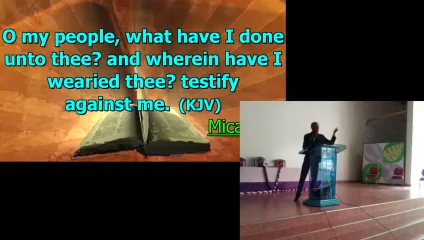 O my people, what have I done
unto thee? and wherein have I
wearied thee? testify
against me. (KJV)
Mica